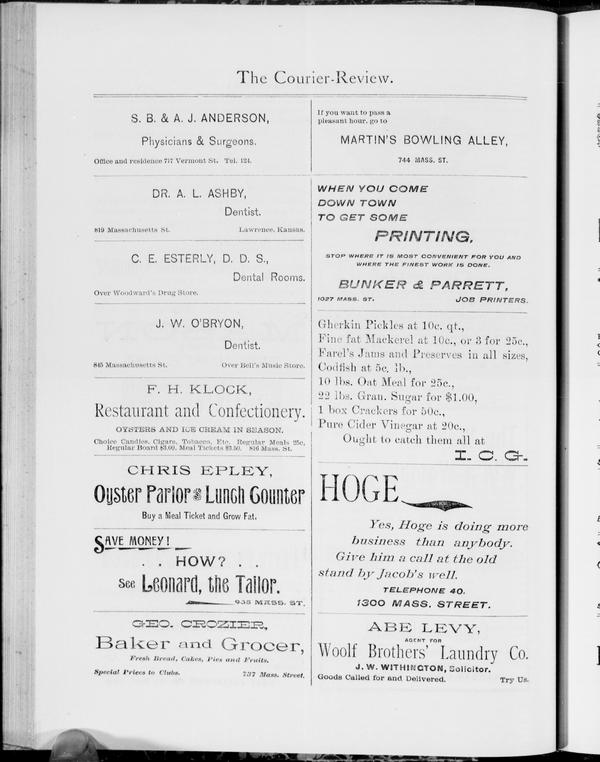 The Courier-Review.
S. B. & A. J. ANDERSON,
Physicians & Surgeons.
Office and residence 717 Vermont St. Tel. 124.
DR. A. L. ASHBY,
Dentist.
819 Massachusetts St. Lawrence, Kansas.
C. E. ESTERLY, D. D. S.,
Dental Rooms.
Over Woodward's Drug Store.
J. W. O'BRYON,
Dentist.
845 Massachusetts St. Over Bell's Music Store.
F. H. KLOCK,
Restaurant and Confectionery.
OYSTERS AND ICE CREAM IN SEASON.
Choice Candies, Cigars, Tobacco, Etc. Regular Meals 25c,
Regular Board $3.00. Meal Tickets $3.50. 816 Mass. St.
CHRIS EPLEY,
Oyster Parlor and Lunch Counter
Buy a Meal Ticket and Grow Fat.
SAVE MONEY!
. . HOW? . .
See Leonard, the Tailor.
938 MASS. ST.
GEO. CROZIER,
Baker and Grocer,
Fresh Bread, Cakes, Pies and Fruits.
Special Prices to Clubs. 737 Mass. Street.
If you want to pass a
pleasant hour, go to
MARTIN'S BOWLING ALLEY,
744 MASS. ST.
WHEN YOU COME
DOWN TOWN
TO GET SOME
PRINTING,
STOP WHERE IT IS MOST CONVENIENT FOR YOU AND
WHERE THE FINEST WORK IS DONE.
BUNKER & PARRETT,
1027 MASS. ST. JOB PRINTERS.
Gherkin Pickles at 10c. qt.,
Fine fat Mackerel at 10c., or 3 for 25c.,
Farel's Jams and Preserves in all sizes,
Codfish at 5c. lb.,
10 lbs. Oat Meal for 25c.,
22 lbs. Gran. Sugar for $1.00,
1 box Crackers for 50c.,
Pure Cider Vinegar at 20c.,
Ought to catch them all at
I. C. G.
HOGE
Yes, Hoge is doing more
business than anybody.
Give him a call at the old
stand by Jacob's well.
TELEPHONE 40.
1300 MASS. STREET.
ABE LEVY,
AGENT FOR
Woolf Brothers' Laundry Co.
J. W. WITHINGTON, Solicitor.
Goods Called for and Delivered. Try Us.